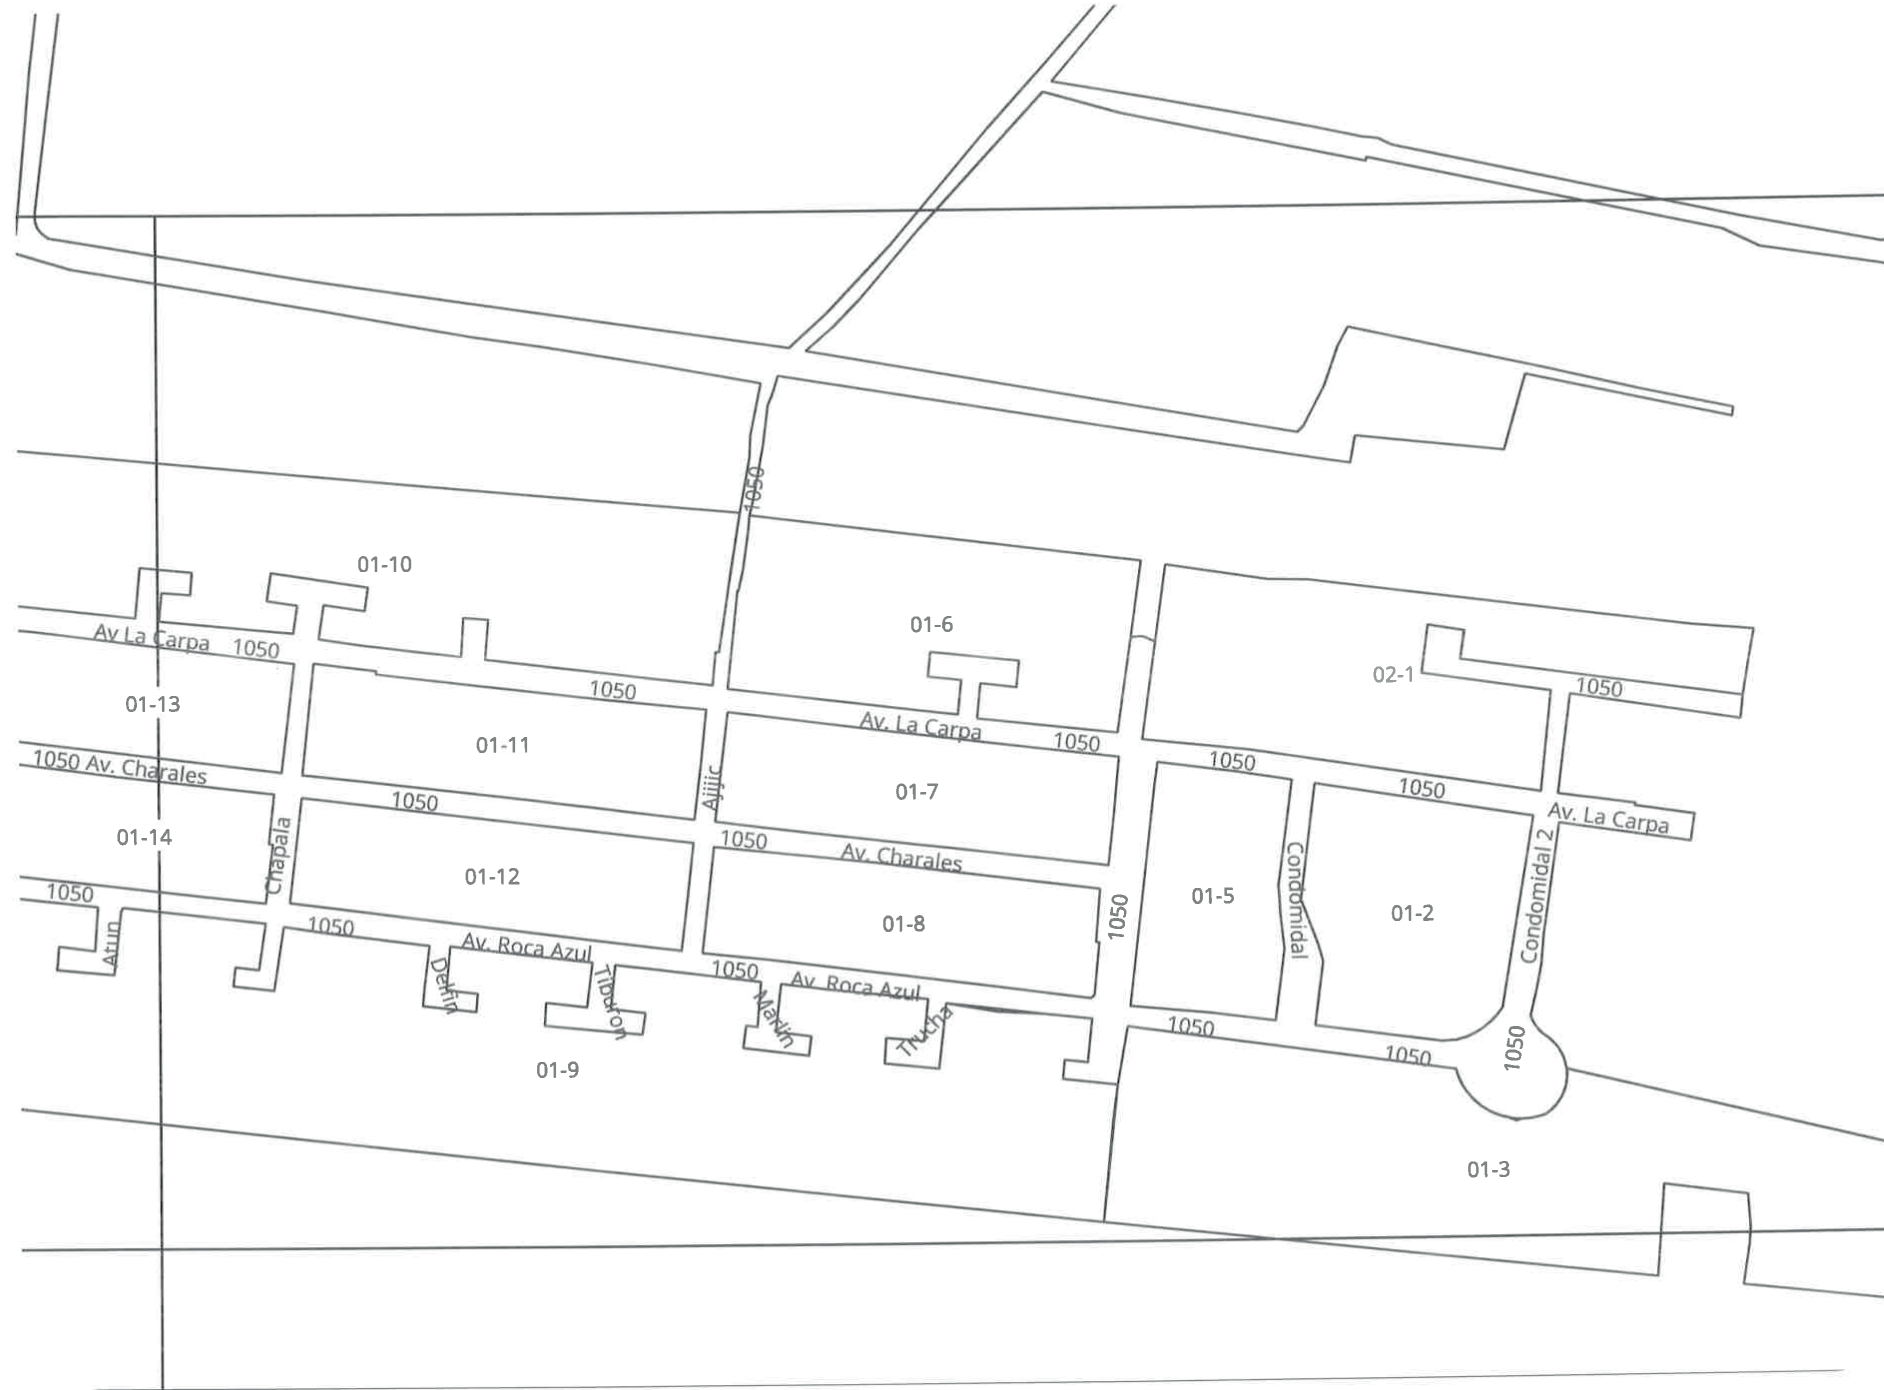 1050
01-10
01-6
Av La Carpa 1050
02-1
1050
1050
01-13
Av. La Carpa
1050
01-11
1050
1050 Av. Charales
01-7
1050
Ajijic
1050
Av. La Carpa
01-14
1050
Av. Charales
Chapala
01-12
1050
01-5
Condomidal
Condomidal 2
1050
01-8
01-2
1050
Atun
1050
Av. Roca Azul
1050
Av. Roca Azul
Delfin
Tiburon
Marlin
Trucha
1050
1050
1050
01-9
01-3